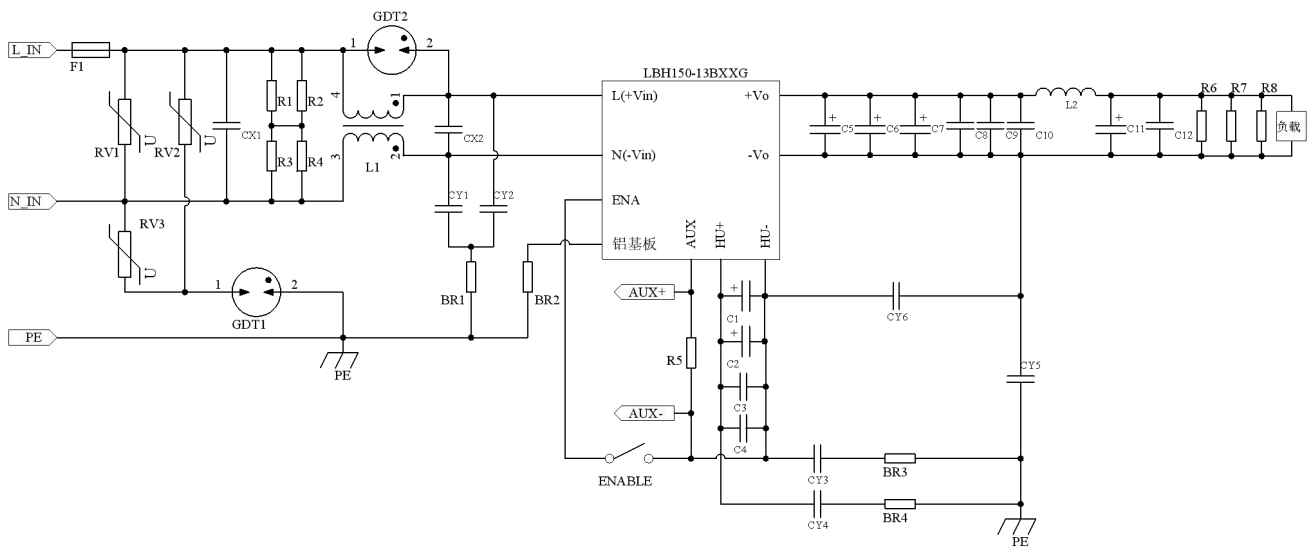 GDT2
L_IN
F1
1
2
LBH150-13BXXG
R1
R2
4
1
L(+Vin)
+Vo
R6
R7
R8
L2
RV1
U
RV2
U
CX1
CX2
C5
C6
C7
C8
C9
C10
C11
C12
负载
R3
R4
3
2
L1
N(-Vin)
-Vo
N_IN
CY1
CY2
ENA
RV3
U
铝基板
AUX
HU+
HU-
1
2
GDT1
BR1
BR2
AUX+
C1
CY6
PE
PE
R5
C2
CY5
AUX-
C3
C4
ENABLE
CY3
BR3
CY4
BR4
PE
+
+
+
+
+
+